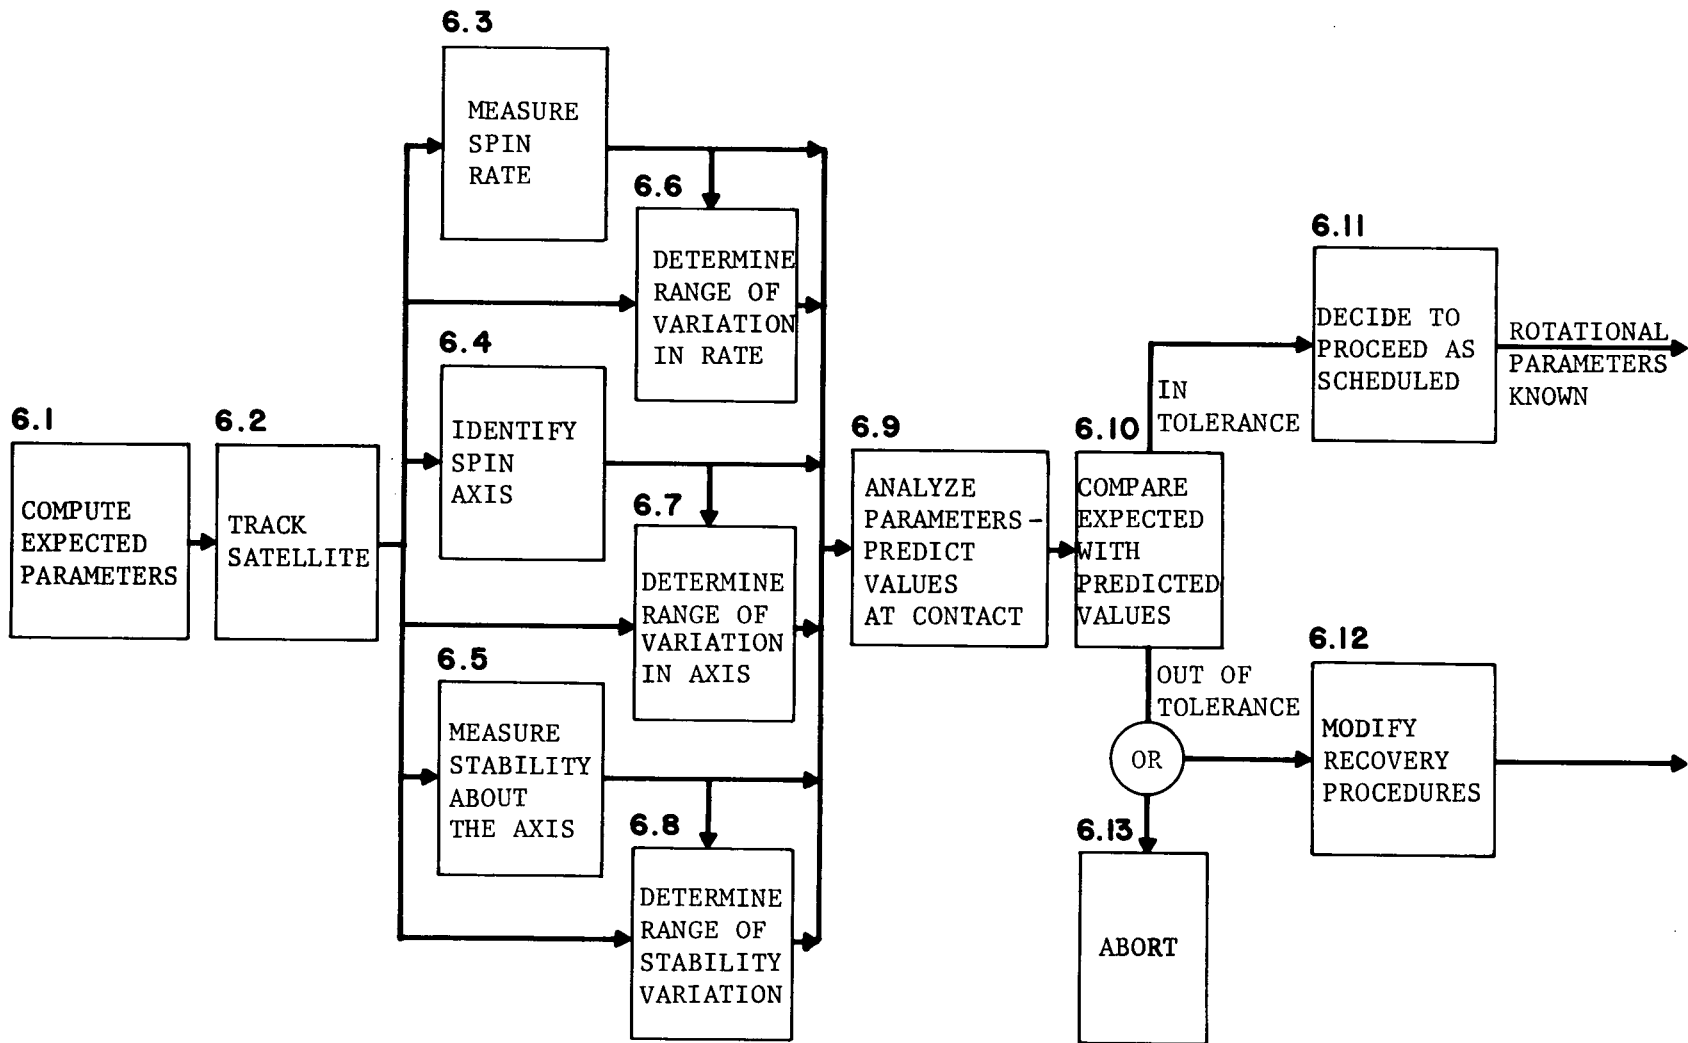 6.1
COMPUTE
EXPECTED
PARAMETERS
6.2
TRACK
SATELLITE
6.3
MEASURE
SPIN
RATE
6.6
DETERMINE
RANGE OF
VARIATION
IN RATE
6.4
IDENTIFY
SPIN
AXIS
6.7
DETERMINE
RANGE OF
VARIATION
IN AXIS
6.5
MEASURE
STABILITY
ABOUT
THE AXIS
6.8
DETERMINE
RANGE OF
STABILITY
VARIATION
6.9
ANALYZE
PARAMETERS-
PREDICT
VALUES
AT CONTACT
6.10
COMPARE
EXPECTED
WITH
PREDICTED
VALUES
IN
TOLERANCE
6.11
DECIDE TO
PROCEED AS
SCHEDULED
ROTATIONAL
PARAMETERS
KNOWN
OUT OF
TOLERANCE
OR
6.12
MODIFY
RECOVERY
PROCEDURES
6.13
ABORT